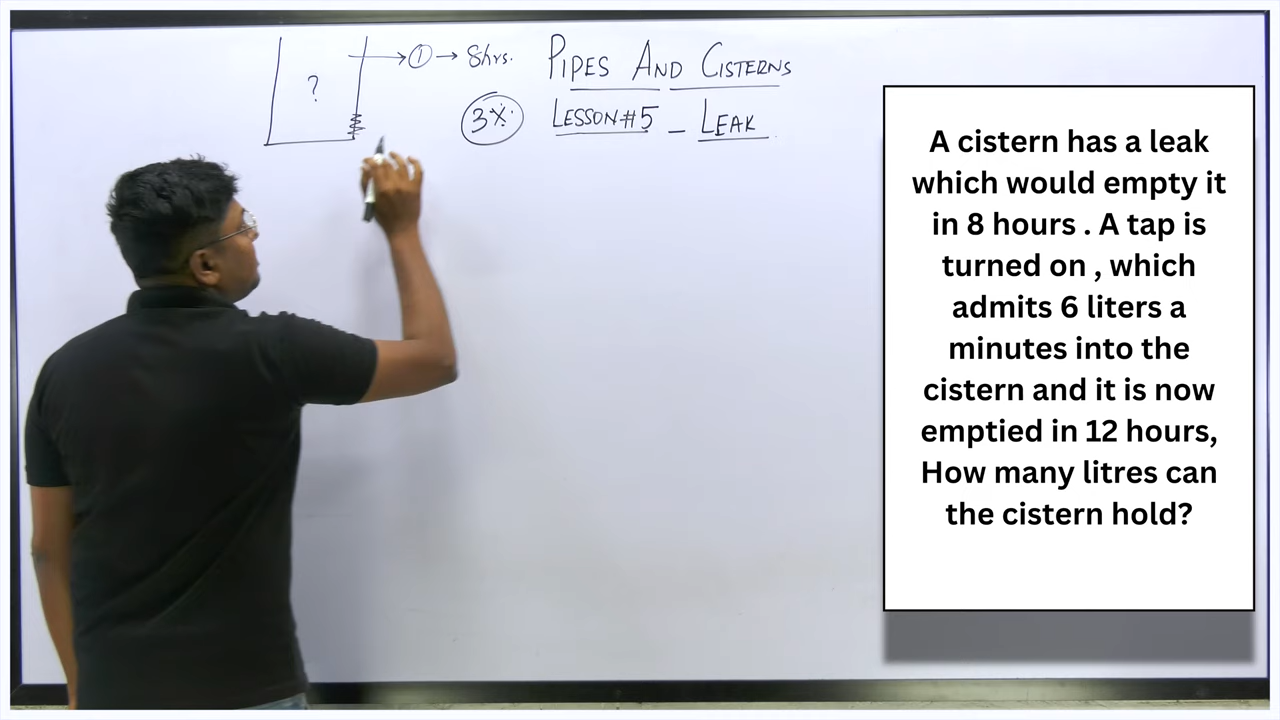 ? → ① → 8hrs.
PIPES AND CISTERNS
3X
LESSON#5 - LEAK
A cistern has a leak
which would empty it
in 8 hours . A tap is
turned on , which
admits 6 liters a
minutes into the
cistern and it is now
emptied in 12 hours,
How many litres can
the cistern hold?